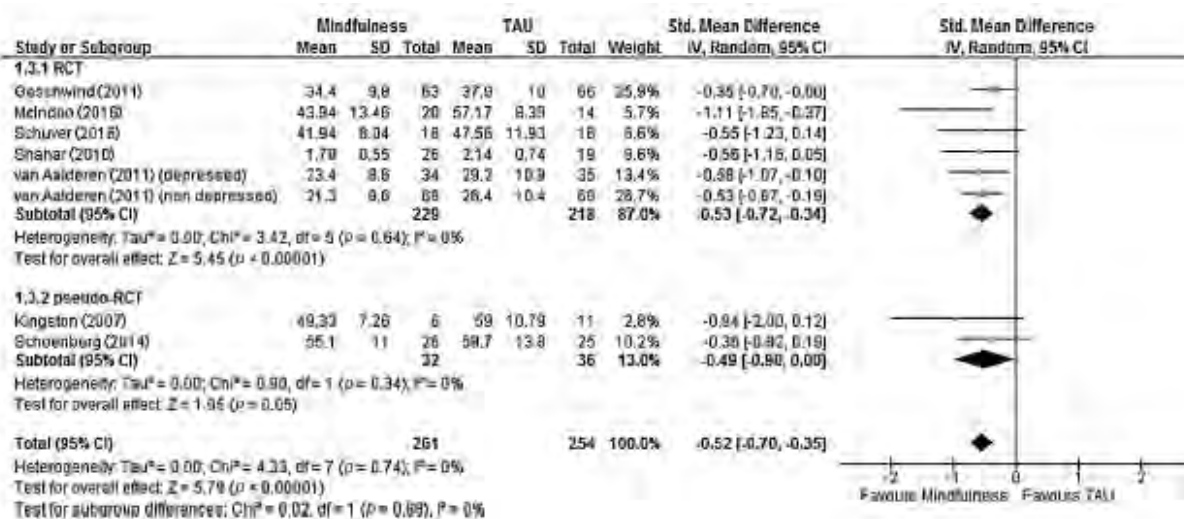 Mindfulness TAU Std. Mean Difference Std. Mean Difference
Study or Subgroup Mean SD Total Mean SD Total Weight IV, Random, 95% CI IV, Random, 95% CI
1.3.1 RCT
(2011) 34.4 9.8 63 37.9 10 66 25.9% -0.35 [-0.70, -0.00]
(2016) 43.94 13.46 20 57.17 14 5.7% -1.11 [-1.85, -0.37]
Schuver (2016) 41.94 8.04 18 47.56 11.93 18 6.6% -0.55 [-1.23, 0.14]
Shahar (2010) 1.79 0.55 26 2.14 0.74 19 -0.56 [-1.16, 0.05]
van Aalderen (2011) (depressed) 23.4 34 29.2 10.9 35 13.4% -0.58 [-1.07, -0.10]
van Aalderen (2011) (non depressed) 21.3 68 26.4 10.4 66 26.7% -0.53 [-0.87, -0.19]
Subtotal (95% CI) 229 218 87.0% -0.53 [-0.72, -0.34]
Heterogeneity: Tau² = 0.00; Chi² = 3.42, df = 5 (p = 0.64); I² = 0%
Test for overall effect: Z = 5.45 (p < 0.00001)
1.3.2 pseudo-RCT
Kingston (2007) 49.33 7.26 6 59 10.79 11 2.8% -0.94 [-2.00, 0.12]
Schoenberg (2014) 55.1 11 26 59.7 13.8 25 10.2% -0.36 [-0.92, 0.19]
Subtotal (95% CI) 32 36 13.0% -0.49 [-0.98, 0.00]
Heterogeneity: Tau² = 0.00; Chi² = 0.90, df = 1 (p = 0.34); I² = 0%
Test for overall effect: Z = 1.95 (p = 0.05)
Total (95% CI) 261 254 100.0% -0.52 [-0.70, -0.35]
Heterogeneity: Tau² = 0.00; Chi² = 4.33, df = 7 (p = 0.74); I² = 0%
Test for overall effect: Z = 5.79 (p < 0.00001)
Test for subgroup differences: Chi² = 0.02, df = 1 (p = 0.89), I² = 0%
-2 -1 0 1 2
Favours Mindfulness Favours TAU